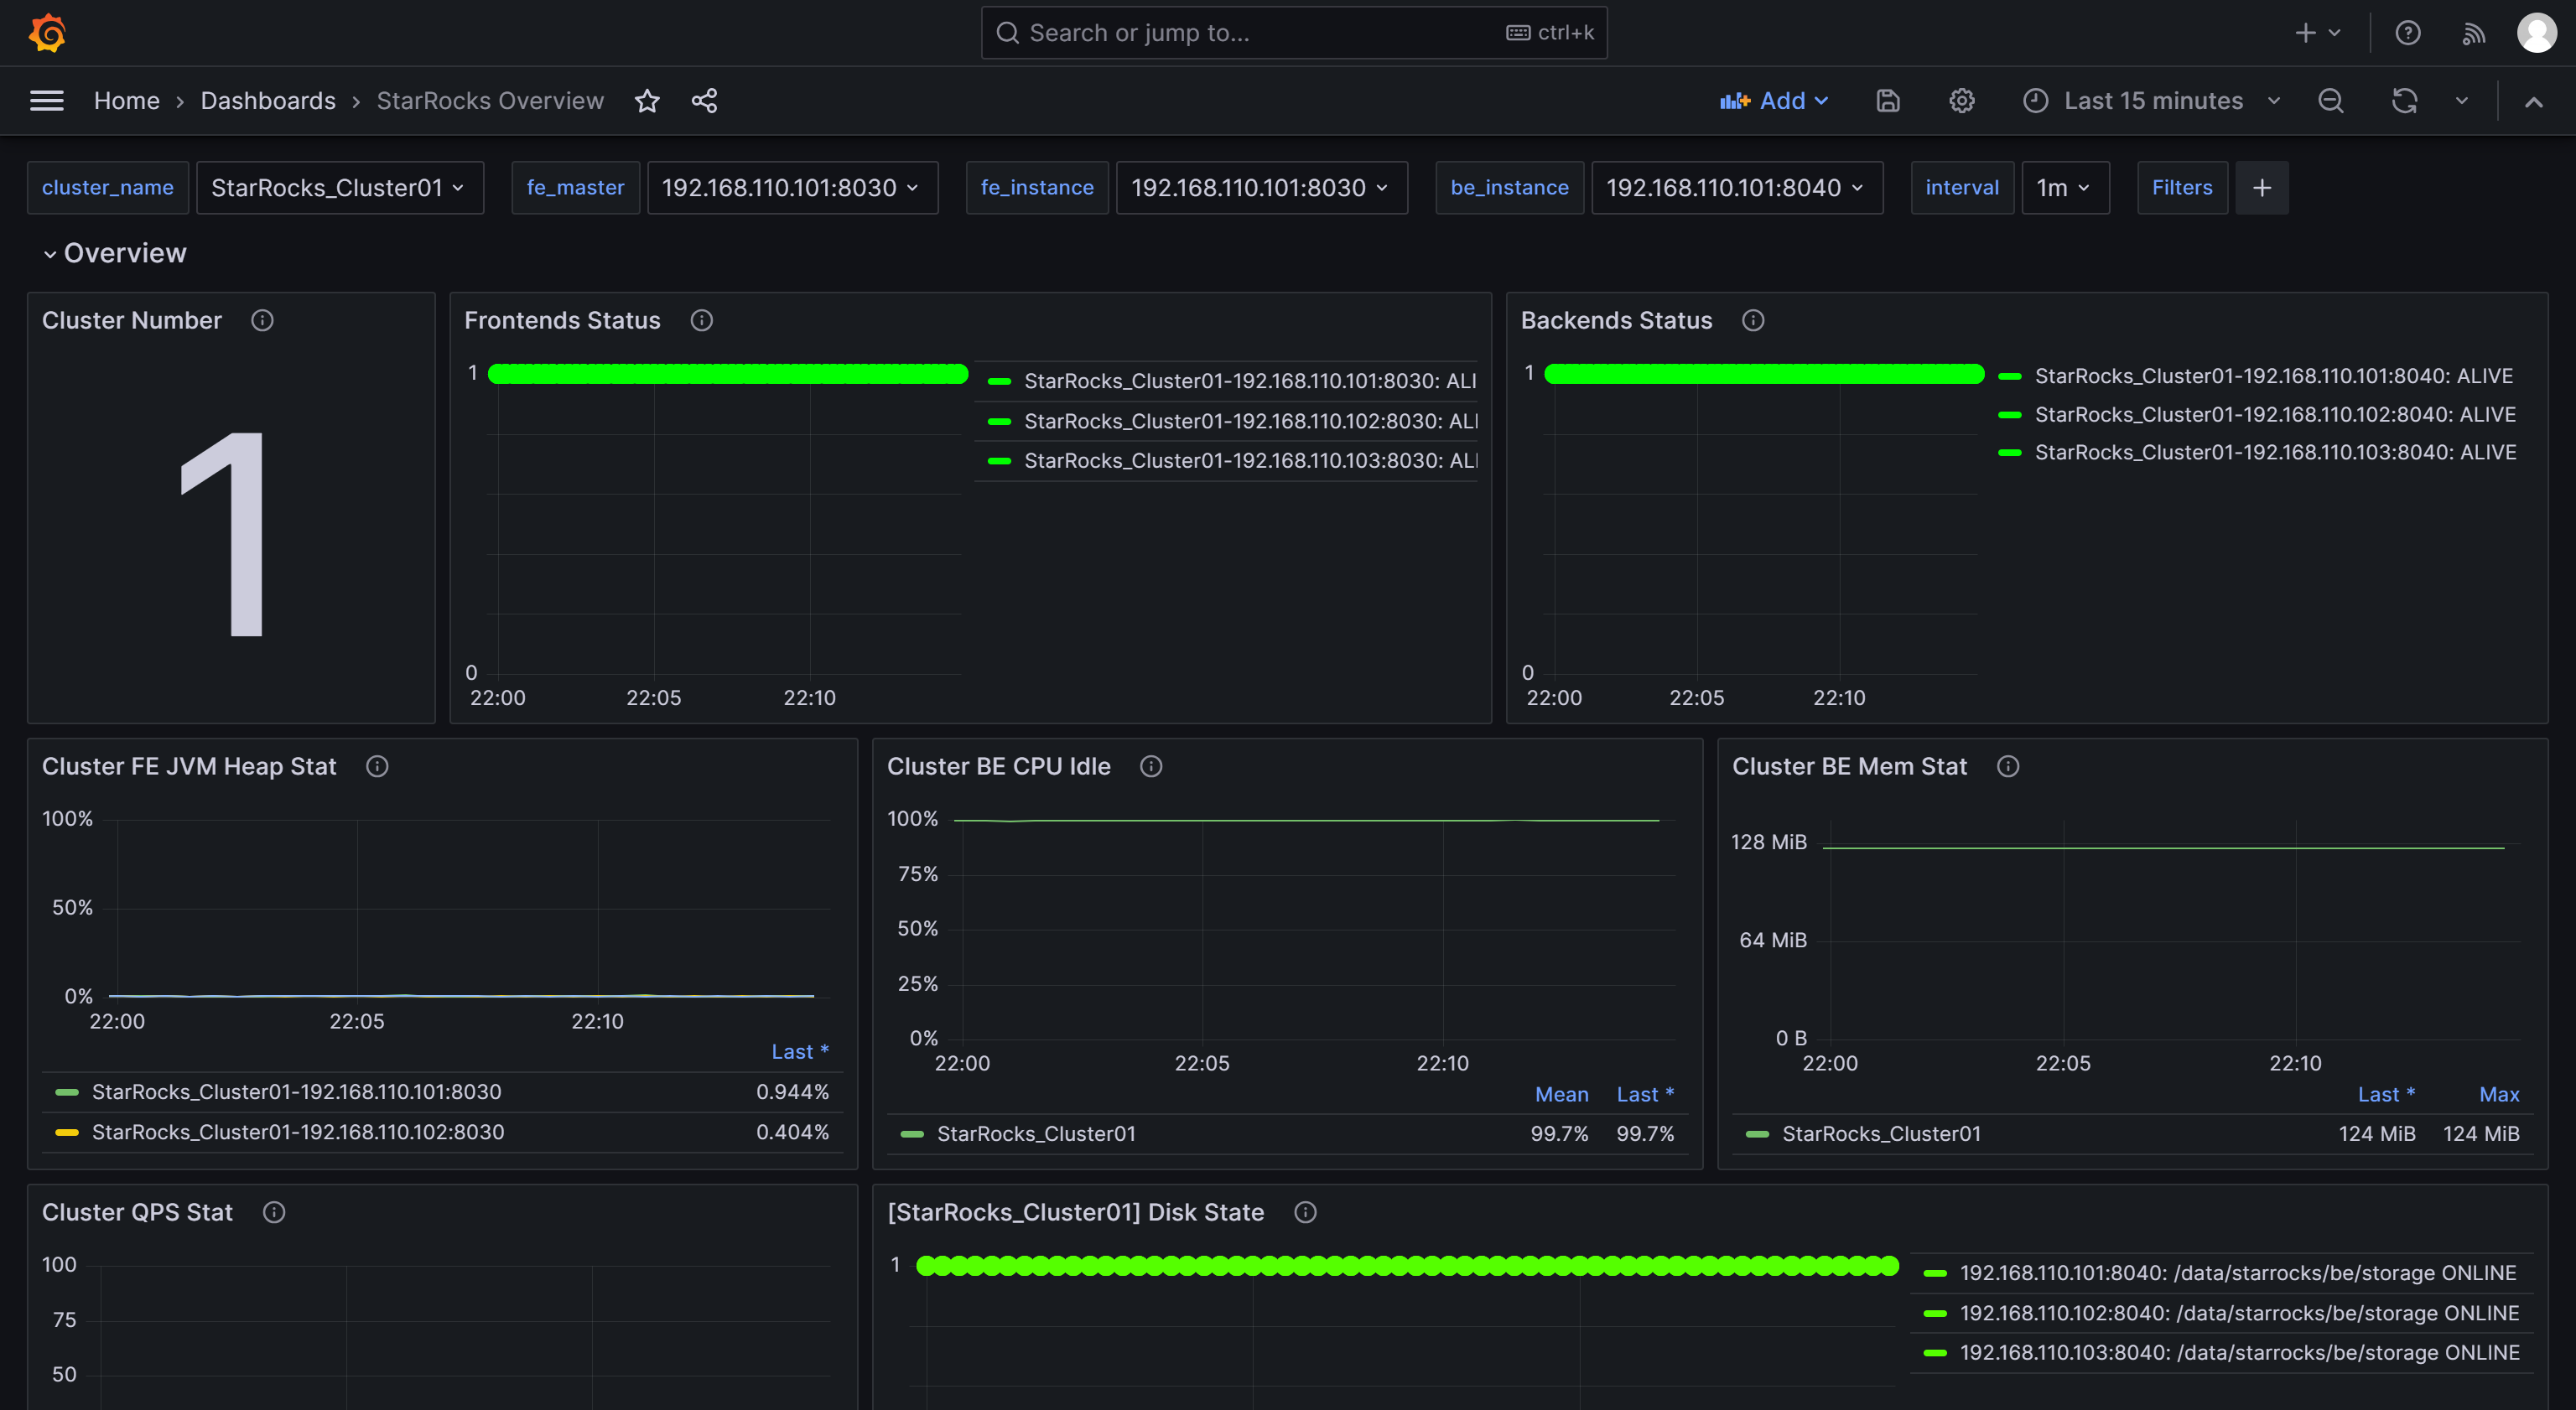 Search or jump to...
ctrl+k
Home › Dashboards › StarRocks Overview
Add
Last 15 minutes
cluster_name StarRocks_Cluster01 fe_master 192.168.110.101:8030 fe_instance 192.168.110.101:8030 be_instance 192.168.110.101:8040 interval 1m Filters +
Overview
Cluster Number
1
Frontends Status
1
0
22:00 22:05 22:10
StarRocks_Cluster01-192.168.110.101:8030: ALI
StarRocks_Cluster01-192.168.110.102:8030: ALI
StarRocks_Cluster01-192.168.110.103:8030: ALI
Backends Status
1
0
22:00 22:05 22:10
StarRocks_Cluster01-192.168.110.101:8040: ALIVE
StarRocks_Cluster01-192.168.110.102:8040: ALIVE
StarRocks_Cluster01-192.168.110.103:8040: ALIVE
Cluster FE JVM Heap Stat
100%
50%
0%
22:00 22:05 22:10
Last *
StarRocks_Cluster01-192.168.110.101:8030 0.944%
StarRocks_Cluster01-192.168.110.102:8030 0.404%
Cluster BE CPU Idle
100%
75%
50%
25%
0%
22:00 22:05 22:10
Mean Last *
StarRocks_Cluster01 99.7% 99.7%
Cluster BE Mem Stat
128 MiB
64 MiB
0 B
22:00 22:05 22:10
Last * Max
StarRocks_Cluster01 124 MiB 124 MiB
Cluster QPS Stat
100
75
50
[StarRocks_Cluster01] Disk State
1
192.168.110.101:8040: /data/starrocks/be/storage ONLINE
192.168.110.102:8040: /data/starrocks/be/storage ONLINE
192.168.110.103:8040: /data/starrocks/be/storage ONLINE